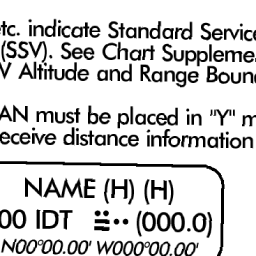 etc. indicate Standard Service
(SSV). See Chart Suppleme
V Altitude and Range Boun
AN must be placed in "Y" m
eceive distance information
NAME (H) (H)
00 IDT (000.0)
N00°00.00' W000°00.00'